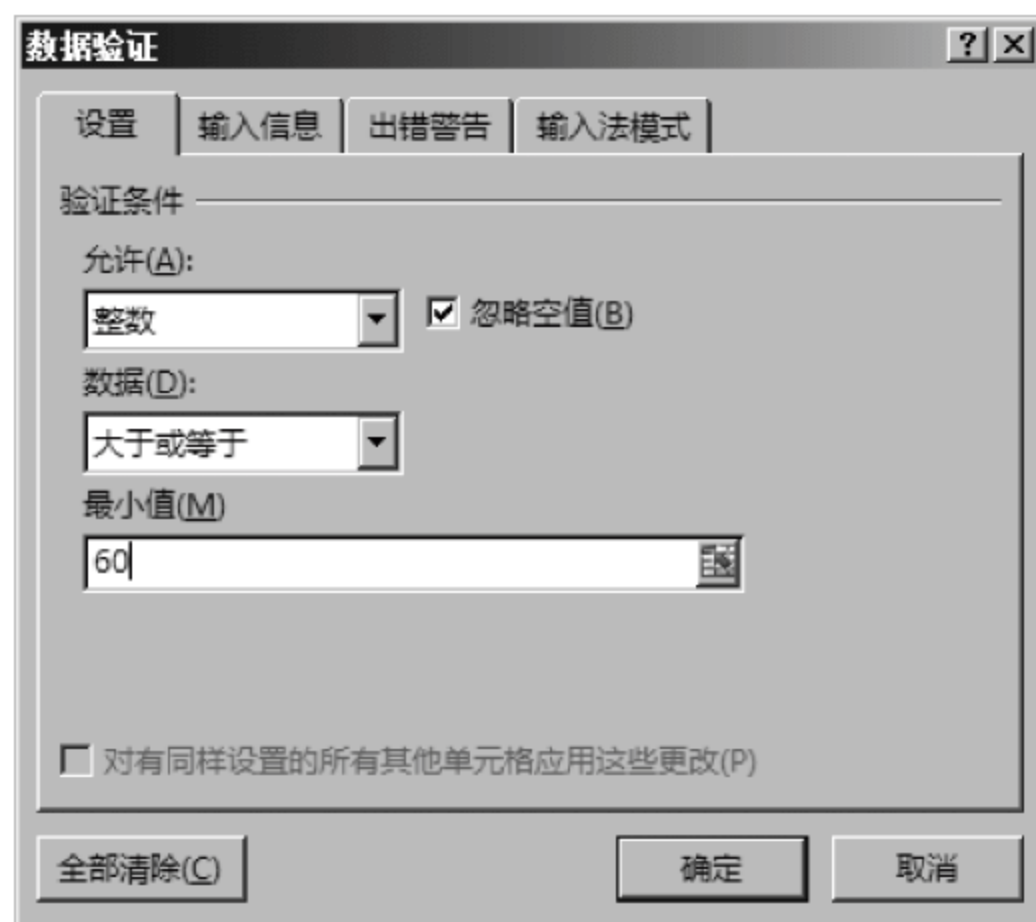 数据验证
设置 输入信息 出错警告 输入法模式
验证条件
允许(A):
整数 忽略空值(B)
数据(D):
大于或等于
最小值(M)
60
对有同样设置的所有其他单元格应用这些更改(P)
全部清除(C) 确定 取消